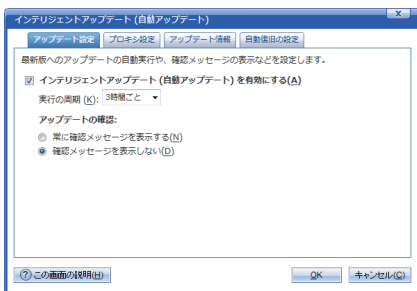 インテリジェントアップデート (自動アップデート)
x
アップデート設定 プロキシ設定 アップデート情報 自動復旧の設定
最新版へのアップデートの自動実行や、確認メッセージの表示などを設定します。
インテリジェントアップデート (自動アップデート) を有効にする(A)
実行の周期 (K): 3時間ごと
アップデートの確認:
常に確認メッセージを表示する(N)
確認メッセージを表示しない(D)
? この画面の説明(H) OK キャンセル(C)